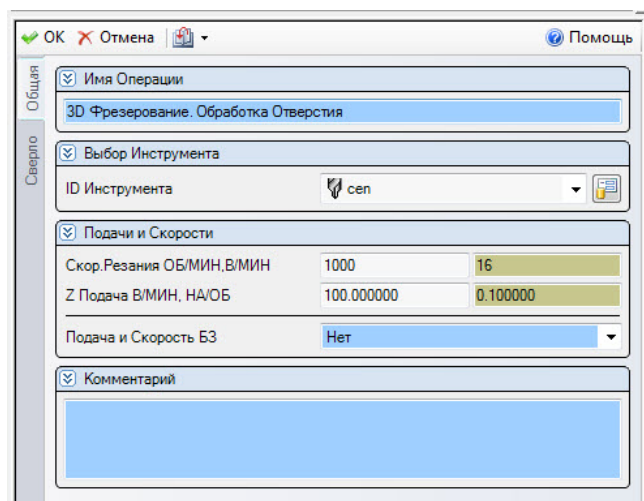 ОК Отмена Помощь
Общая
Сверло
Имя Операции
3D Фрезерование. Обработка Отверстия
Выбор Инструмента
ID Инструмента cen
Подачи и Скорости
Скор.Резания ОБ/МИН,В/МИН 1000 16
Z Подача В/МИН, НА/ОБ 100.000000 0.100000
Подача и Скорость БЗ Нет
Комментарий